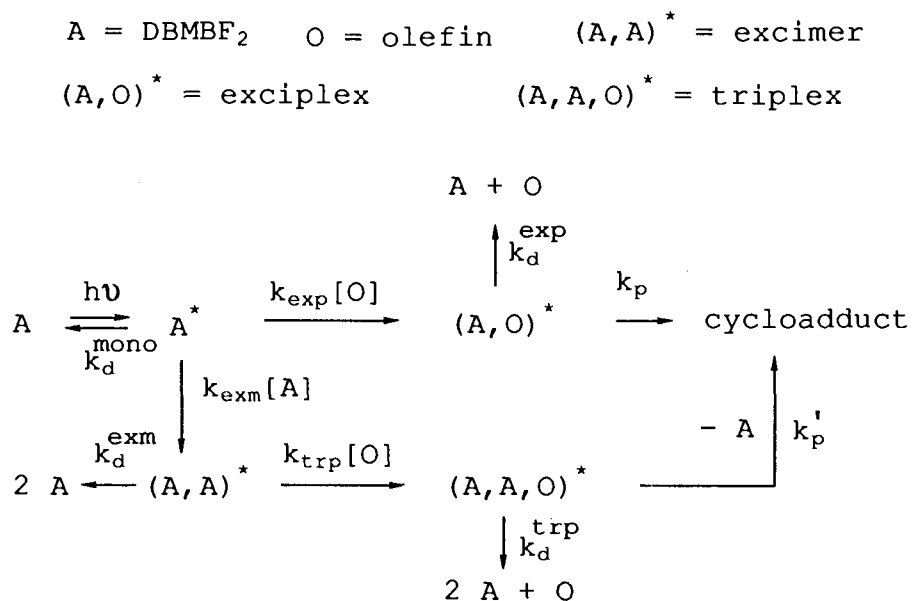 A = DBMBF₂ O = olefin (A,A)* = excimer
(A,O)* = exciplex (A,A,O)* = triplex
A + O
k_d^exp
hυ k_exp[O] k_p
A A* (A,O)* cycloadduct
k_d^mono
k_exm[A]
- A k_p'
k_d^exm k_trp[O]
2 A (A,A)* (A,A,O)*
k_d^trp
2 A + O